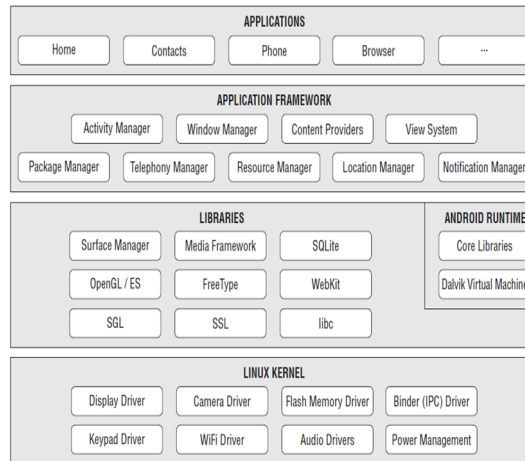 APPLICATIONS
Home Contacts Phone Browser ...
APPLICATION FRAMEWORK
Activity Manager Window Manager Content Providers View System
Package Manager Telephony Manager Resource Manager Location Manager Notification Manager
LIBRARIES ANDROID RUNTIME
Surface Manager Media Framework SQLite Core Libraries
OpenGL / ES FreeType WebKit Dalvik Virtual Machine
SGL SSL libc
LINUX KERNEL
Display Driver Camera Driver Flash Memory Driver Binder (IPC) Driver
Keypad Driver WiFi Driver Audio Drivers Power Management